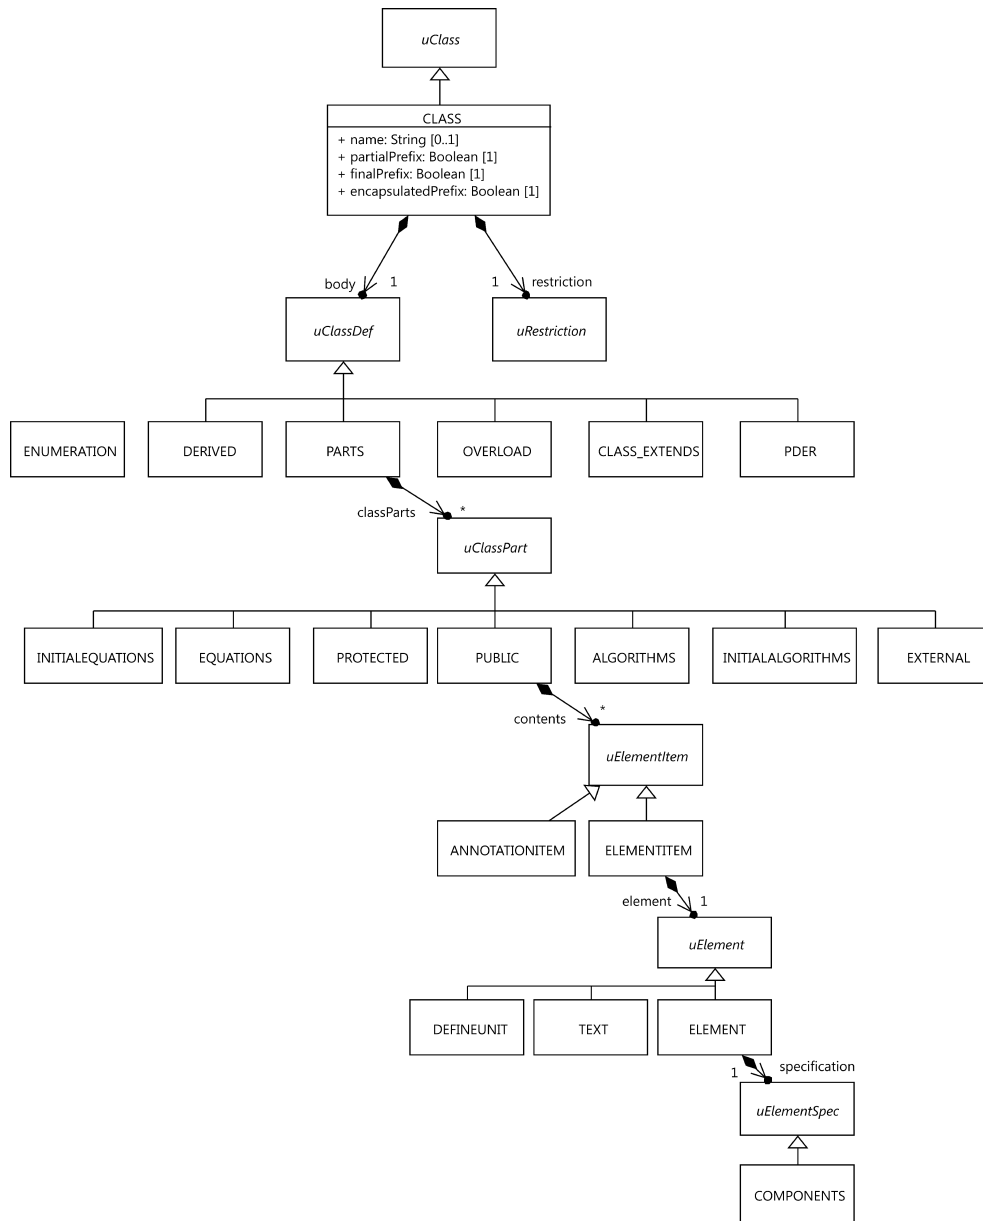 uClass
CLASS
+ name: String [0..1]
+ partialPrefix: Boolean [1]
+ finalPrefix: Boolean [1]
+ encapsulatedPrefix: Boolean [1]
body 1 1 restriction
uClassDef uRestriction
ENUMERATION DERIVED PARTS OVERLOAD CLASS_EXTENDS PDER
classParts *
uClassPart
INITIALEQUATIONS EQUATIONS PROTECTED PUBLIC ALGORITHMS INITIALALGORITHMS EXTERNAL
contents *
uElementItem
ANNOTATIONITEM ELEMENTITEM
element 1
uElement
DEFINEUNIT TEXT ELEMENT
1 specification
uElementSpec
COMPONENTS